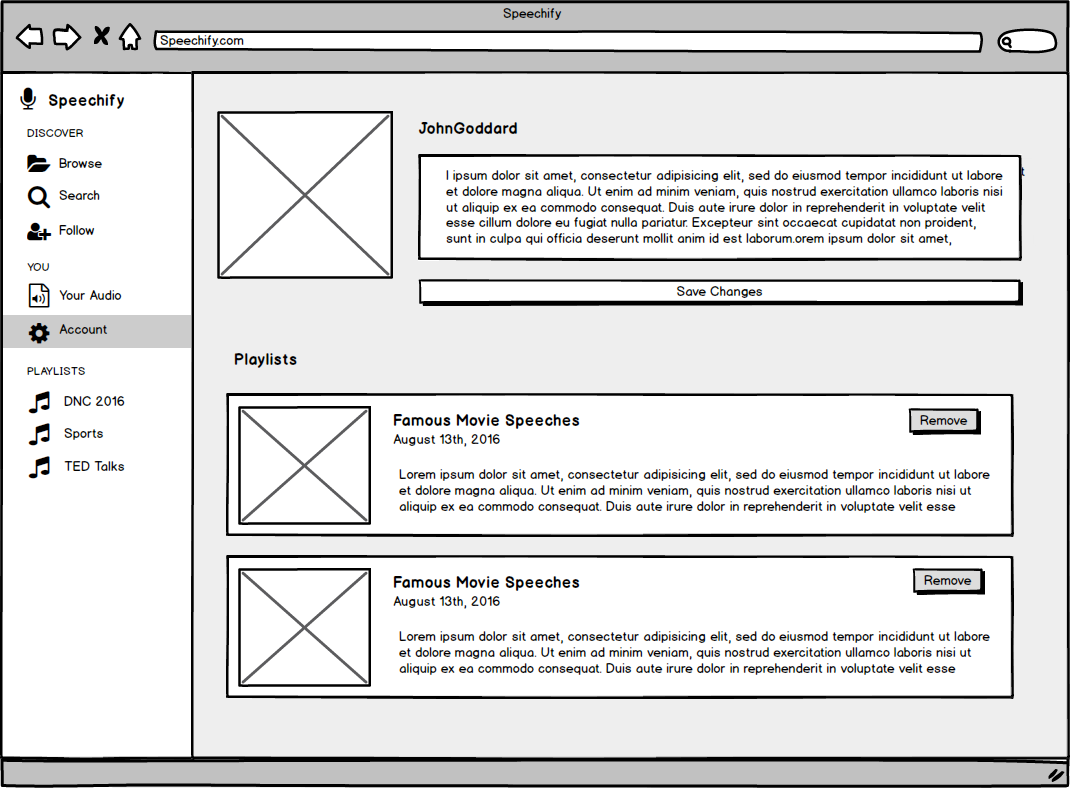 Speechify
Speechify.com
Speechify
DISCOVER
Browse
Search
Follow
YOU
Your Audio
Account
PLAYLISTS
DNC 2016
Sports
TED Talks
JohnGoddard
l ipsum dolor sit amet, consectetur adipisicing elit, sed do eiusmod tempor incididunt ut labore
et dolore magna aliqua. Ut enim ad minim veniam, quis nostrud exercitation ullamco laboris nisi
ut aliquip ex ea commodo consequat. Duis aute irure dolor in reprehenderit in voluptate velit
esse cillum dolore eu fugiat nulla pariatur. Excepteur sint occaecat cupidatat non proident,
sunt in culpa qui officia deserunt mollit anim id est laborum.orem ipsum dolor sit amet,
Save Changes
Playlists
Famous Movie Speeches
Remove
August 13th, 2016
Lorem ipsum dolor sit amet, consectetur adipisicing elit, sed do eiusmod tempor incididunt ut labore
et dolore magna aliqua. Ut enim ad minim veniam, quis nostrud exercitation ullamco laboris nisi ut
aliquip ex ea commodo consequat. Duis aute irure dolor in reprehenderit in voluptate velit esse
Famous Movie Speeches
Remove
August 13th, 2016
Lorem ipsum dolor sit amet, consectetur adipisicing elit, sed do eiusmod tempor incididunt ut labore
et dolore magna aliqua. Ut enim ad minim veniam, quis nostrud exercitation ullamco laboris nisi ut
aliquip ex ea commodo consequat. Duis aute irure dolor in reprehenderit in voluptate velit esse